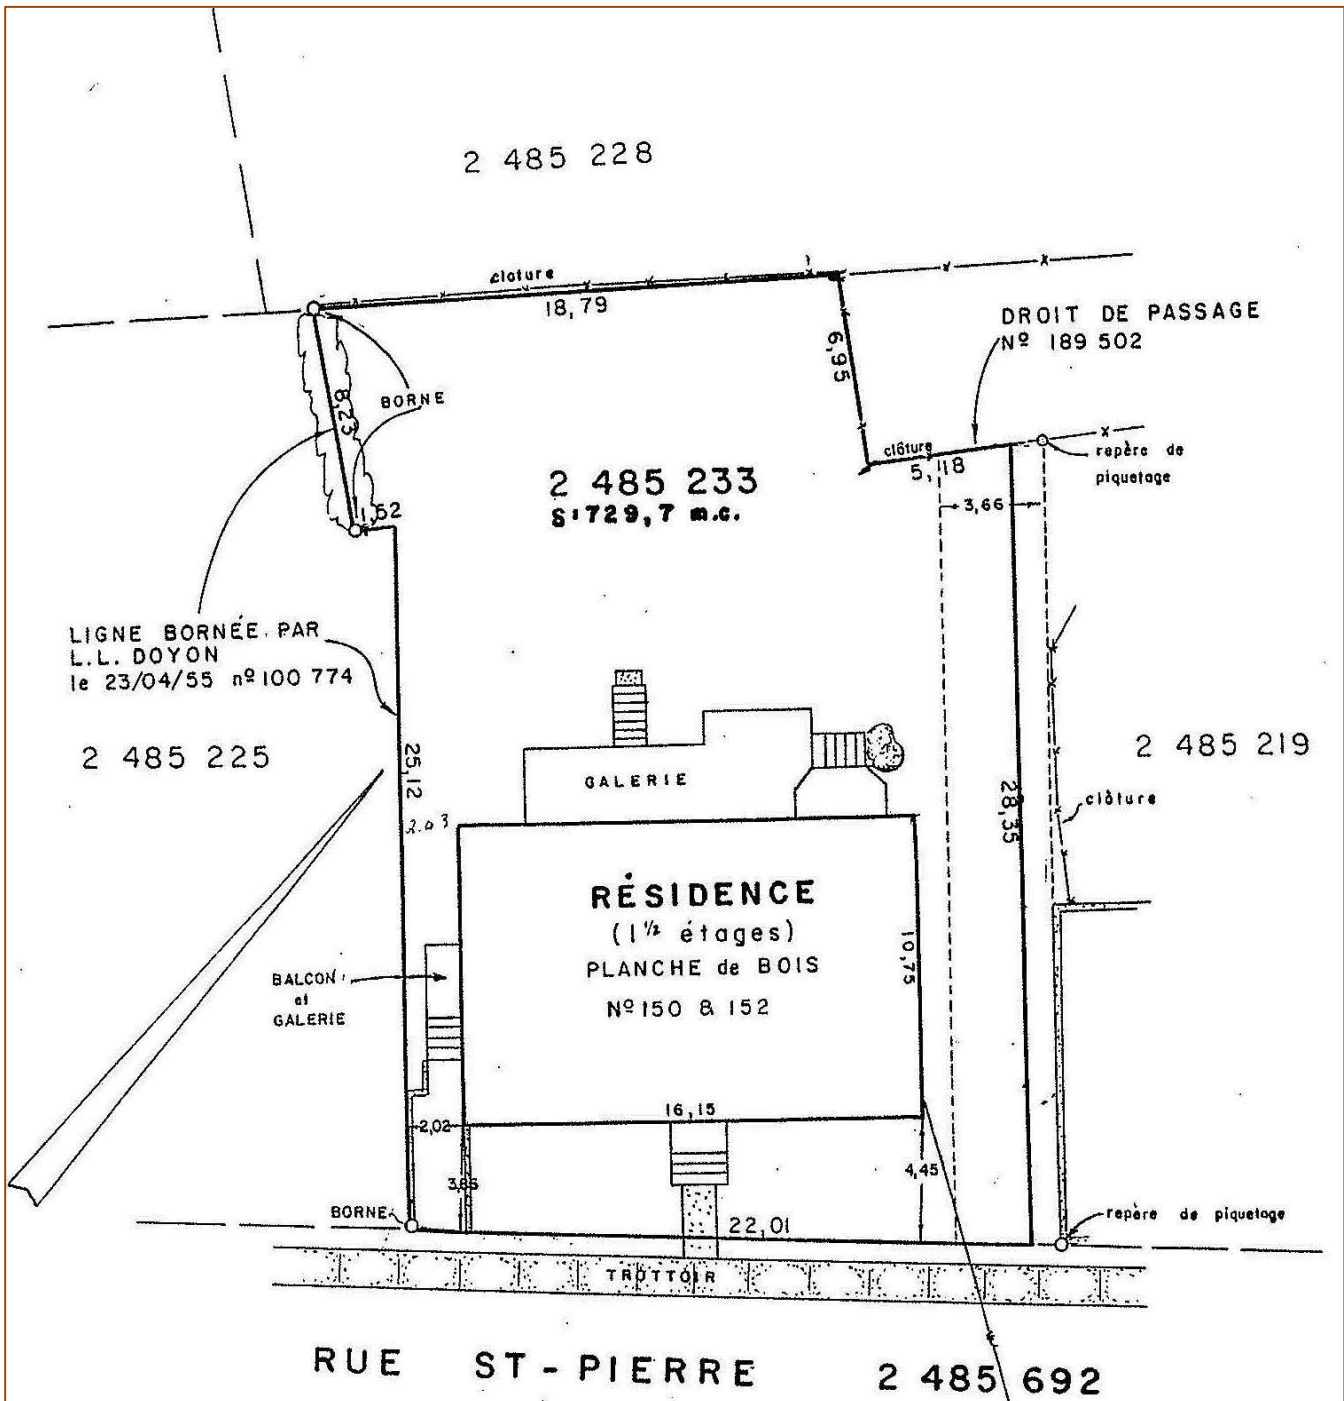 2 485 228
clôture
18,79
DROIT DE PASSAGE
Nº 189 502
6,95
8,23
BORNE
clôture
5,18
repère de
piquetage
2 485 233
S:729,7 m.c.
3,66
1,52
LIGNE BORNÉE PAR
L.L. DOYON
le 23/04/55 nº 100 774
2 485 225
25,12
GALERIE
2 485 219
28,35
clôture
2.03
RÉSIDENCE
(1 1/2 étages)
PLANCHE de BOIS
Nº 150 & 152
10,75
BALCON
et
GALERIE
16,15
2,02
4,45
BORNE
22,01
repère de piquetage
TROTTOIR
RUE ST-PIERRE 2 485 692